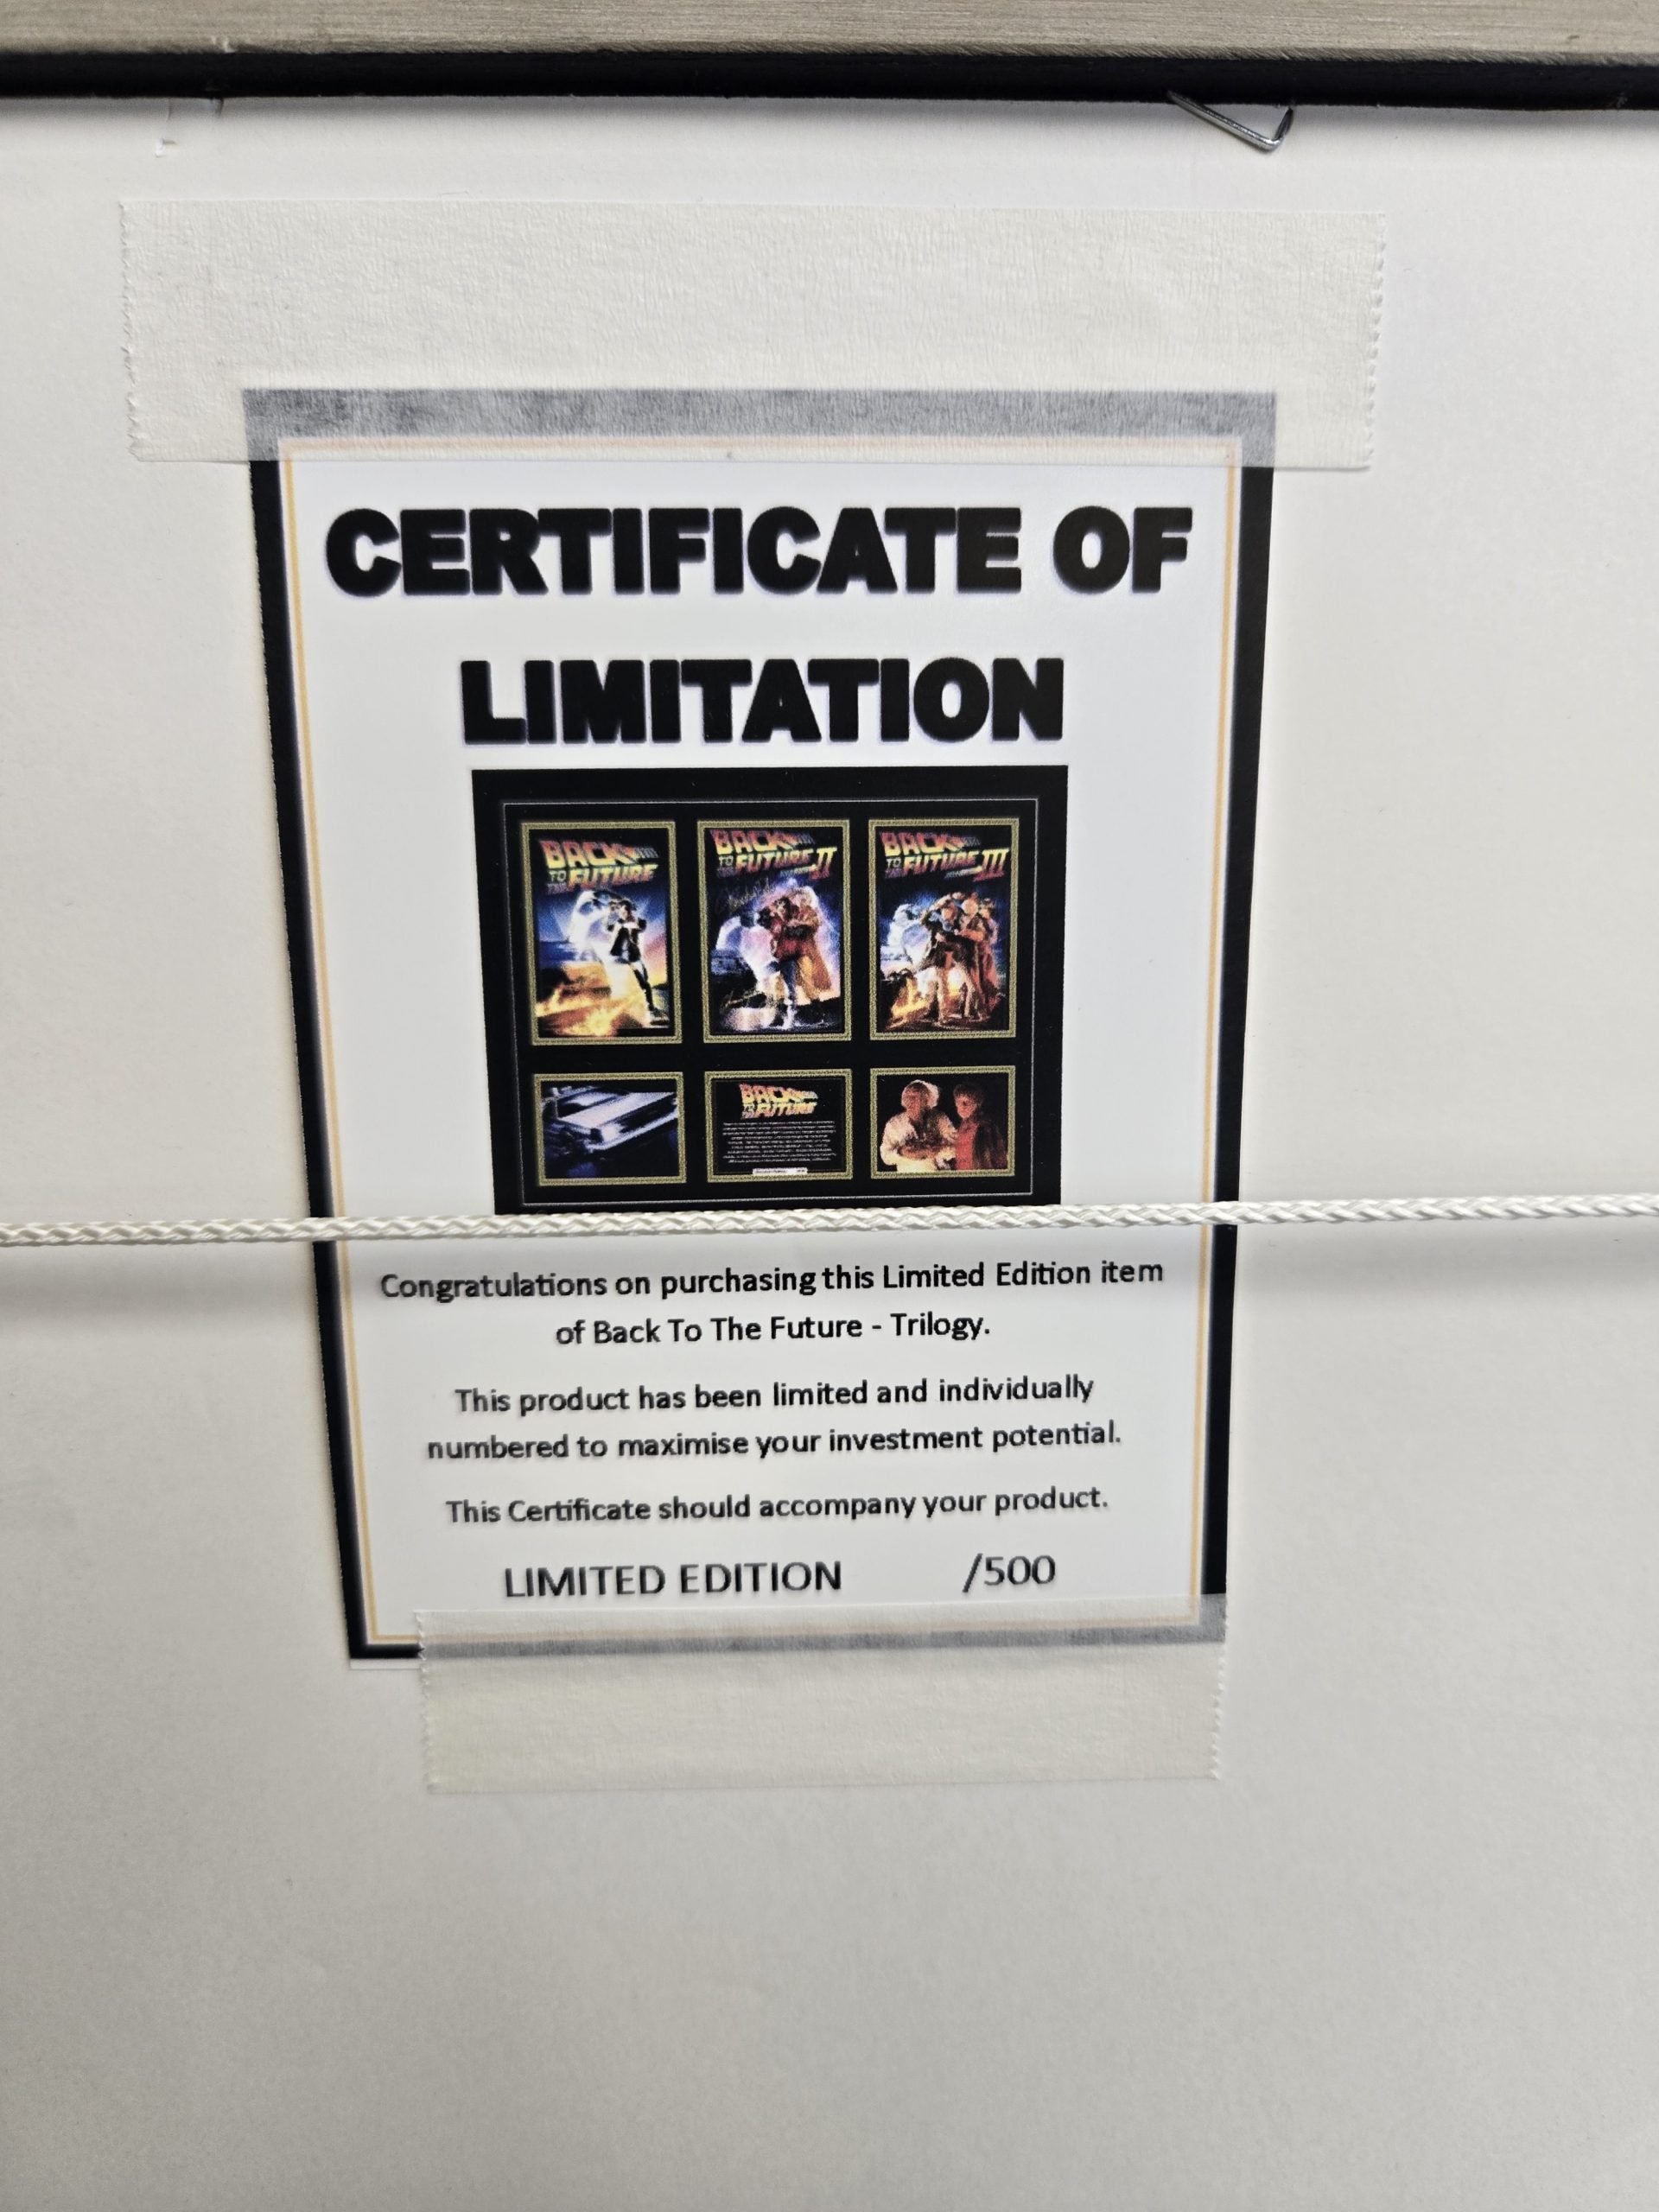 CERTIFICATE OF
LIMITATION
BACK
TO THE FUTURE
BACK
TO THE FUTURE II
BACK
TO THE FUTURE III
BACK
TO THE FUTURE
Congratulations on purchasing this Limited Edition item
of Back To The Future - Trilogy.
This product has been limited and individually
numbered to maximise your investment potential.
This Certificate should accompany your product.
LIMITED EDITION /500